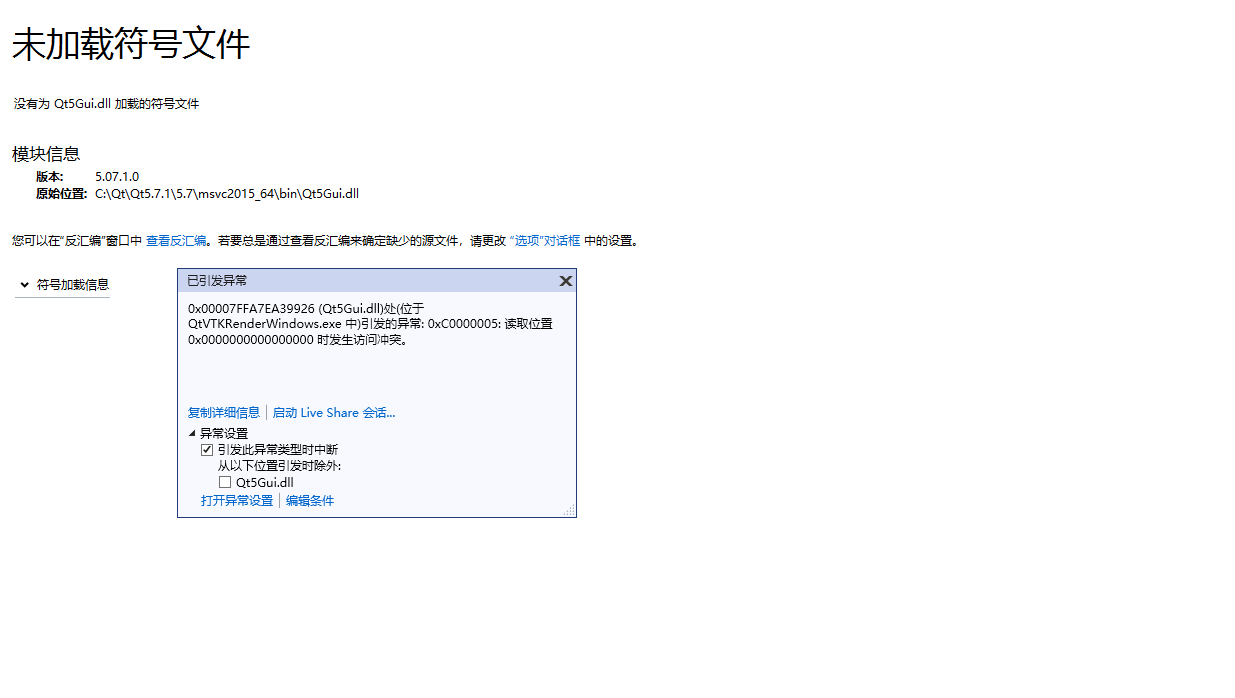 未加载符号文件
没有为 Qt5Gui.dll 加载的符号文件
模块信息
版本: 5.07.1.0
原始位置: C:\Qt\Qt5.7.1\5.7\msvc2015_64\bin\Qt5Gui.dll
您可以在“反汇编”窗口中 查看反汇编。若要总是通过查看反汇编来确定缺少的源文件，请更改 “选项”对话框 中的设置。
符号加载信息
已引发异常
0x00007FFA7EA39926 (Qt5Gui.dll)处(位于
QtVTKRenderWindows.exe 中)引发的异常: 0xC0000005: 读取位置
0x0000000000000000 时发生访问冲突。
复制详细信息 启动 Live Share 会话...
异常设置
引发此异常类型时中断
从以下位置引发时除外:
Qt5Gui.dll
打开异常设置 编辑条件